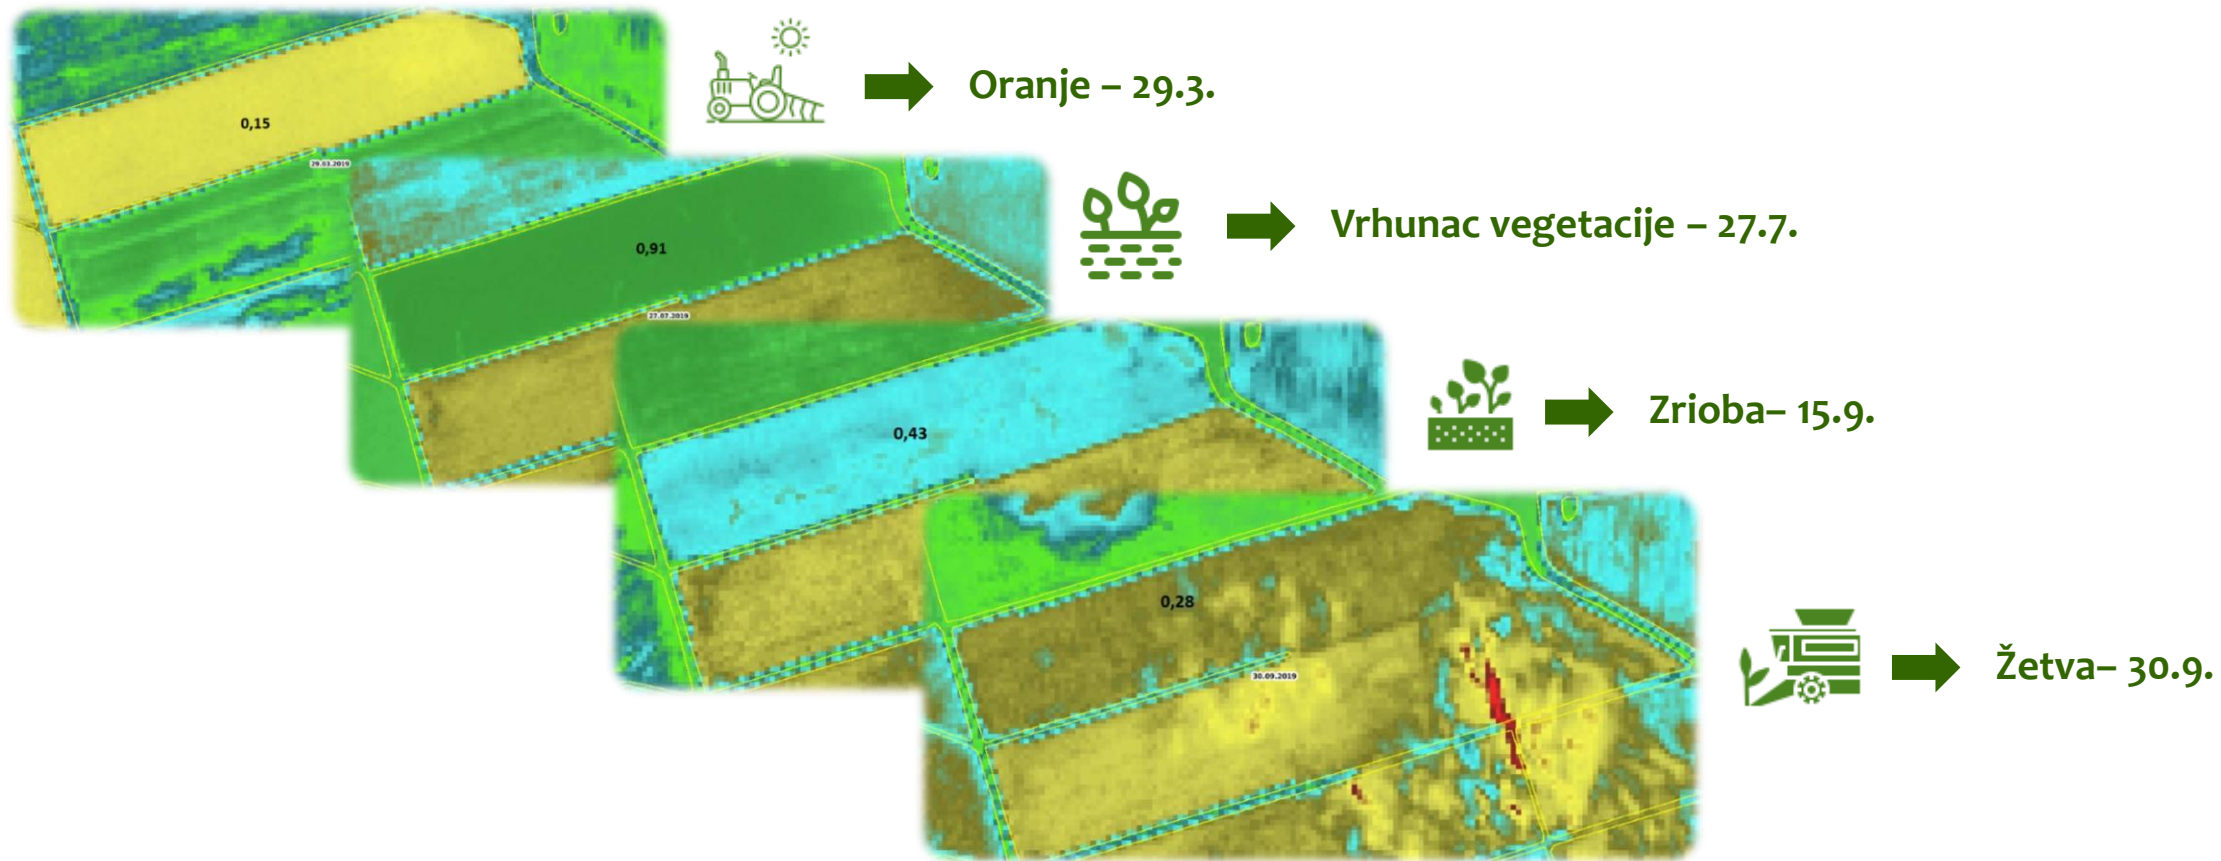 Oranje – 29.3.
0,15
29.03.2019
Vrhunac vegetacije – 27.7.
0,91
27.07.2019
Zrioba– 15.9.
0,43
0,28
30.09.2019
Žetva– 30.9.